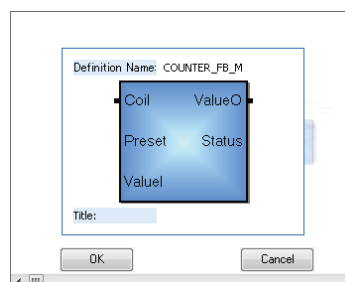 Definition Name: COUNTER_FB_M
Coil ValueO
Preset Status
ValueI
Title:
OK Cancel